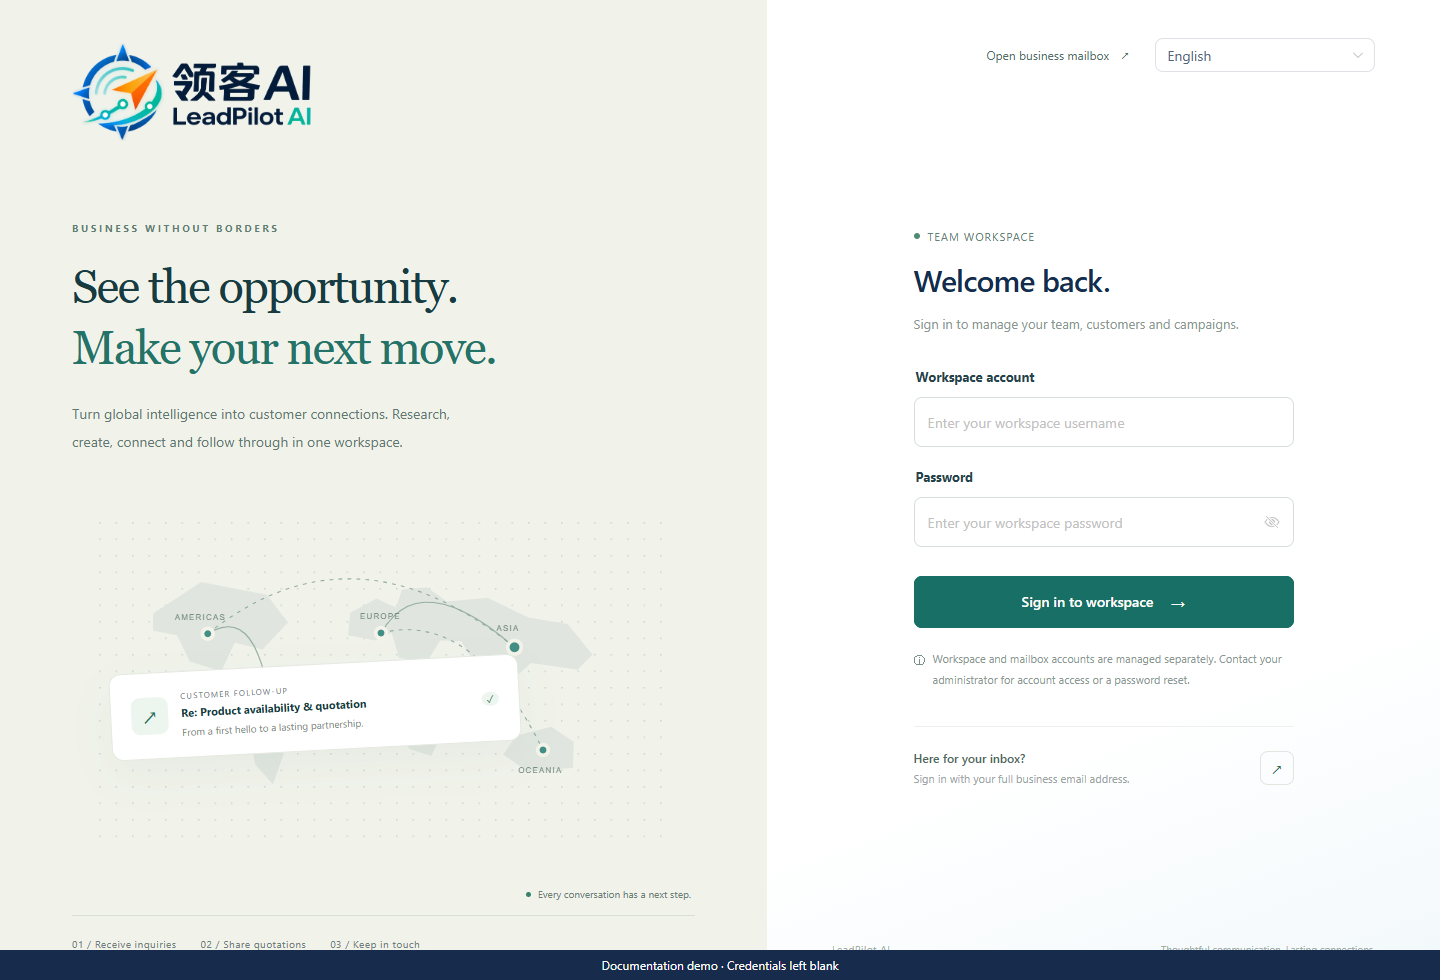 领客AI
LeadPilot AI
Open business mailbox ↗
English
BUSINESS WITHOUT BORDERS
See the opportunity.
Make your next move.
Turn global intelligence into customer connections. Research,
create, connect and follow through in one workspace.
AMERICAS
EUROPE
ASIA
OCEANIA
CUSTOMER FOLLOW-UP
Re: Product availability & quotation
From a first hello to a lasting partnership.
Every conversation has a next step.
01 / Receive inquiries
02 / Share quotations
03 / Keep in touch
TEAM WORKSPACE
Welcome back.
Sign in to manage your team, customers and campaigns.
Workspace account
Enter your workspace username
Password
Enter your workspace password
Sign in to workspace →
Workspace and mailbox accounts are managed separately. Contact your
administrator for account access or a password reset.
Here for your inbox?
Sign in with your full business email address.
LeadPilot AI
Thoughtful communication. Lasting connections.
Documentation demo · Credentials left blank